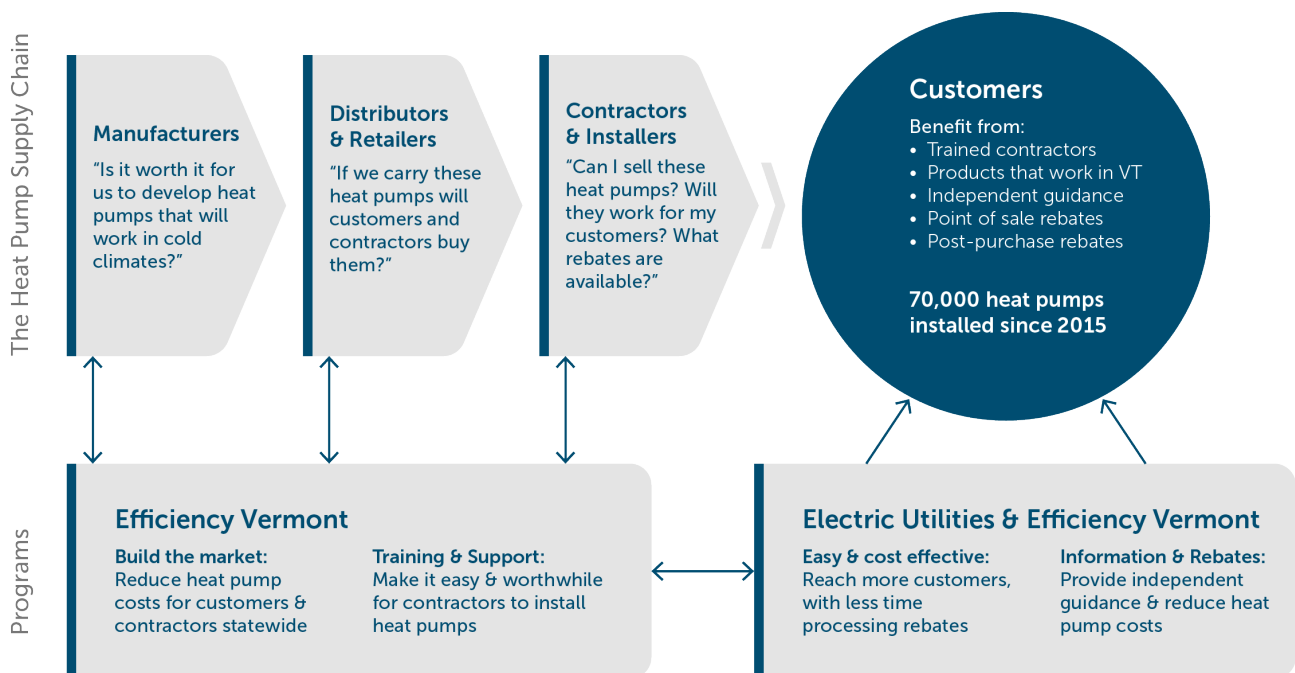 The Heat Pump Supply Chain
Manufacturers
“Is it worth it for
us to develop heat
pumps that will
work in cold
climates?”
Distributors
& Retailers
“If we carry these
heat pumps will
customers and
contractors buy
them?”
Contractors
& Installers
“Can I sell these
heat pumps? Will
they work for my
customers? What
rebates are
available?”
Customers
Benefit from:
• Trained contractors
• Products that work in VT
• Independent guidance
• Point of sale rebates
• Post-purchase rebates
70,000 heat pumps
installed since 2015
Programs
Efficiency Vermont
Build the market:
Reduce heat pump
costs for customers &
contractors statewide
Training & Support:
Make it easy & worthwhile
for contractors to install
heat pumps
Electric Utilities & Efficiency Vermont
Easy & cost effective:
Reach more customers,
with less time
processing rebates
Information & Rebates:
Provide independent
guidance & reduce heat
pump costs